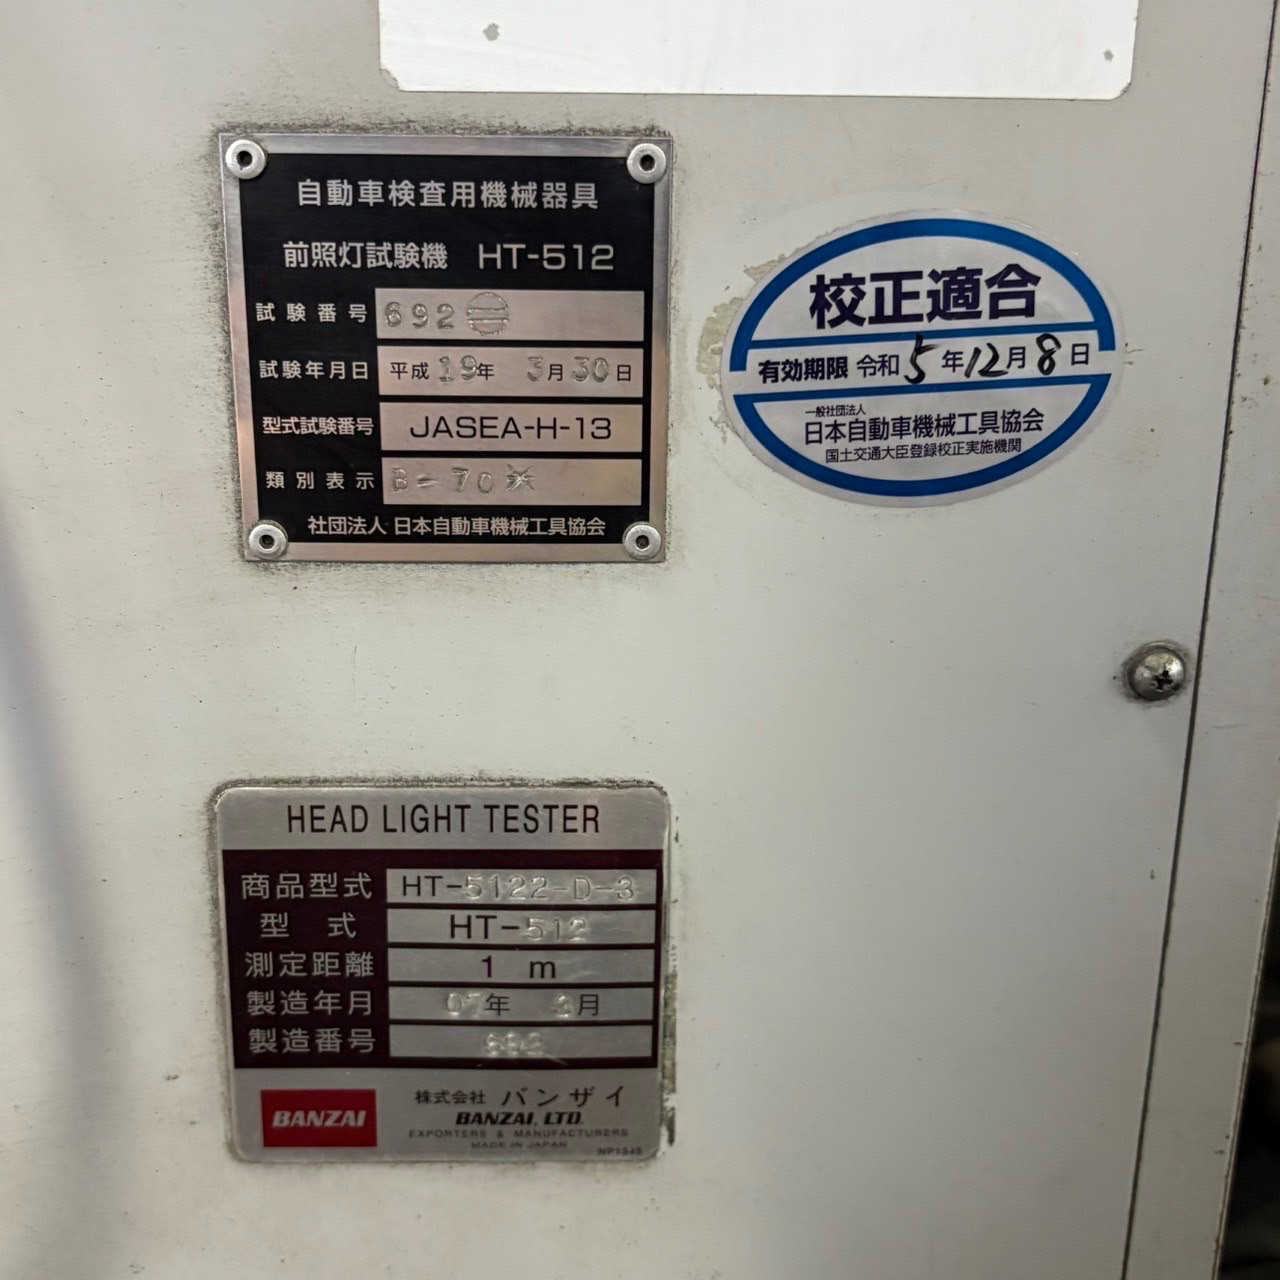 自動車検査用機械器具
前照灯試験機 HT-512
試験番号 692
試験年月日 平成19年 3月30日
型式試験番号 JASEA-H-13
類別表示 B-70
社団法人 日本自動車機械工具協会
校正適合
有効期限 令和5年12月8日
一般社団法人
日本自動車機械工具協会
国土交通大臣登録校正実施機関
HEAD LIGHT TESTER
商品型式 HT-5122-D-3
型式 HT-512
測定距離 1 m
製造年月 07年 3月
製造番号 692
BANZAI
株式会社 バンザイ
BANZAI, LTD.
EXPORTERS & MANUFACTURERS
MADE IN JAPAN